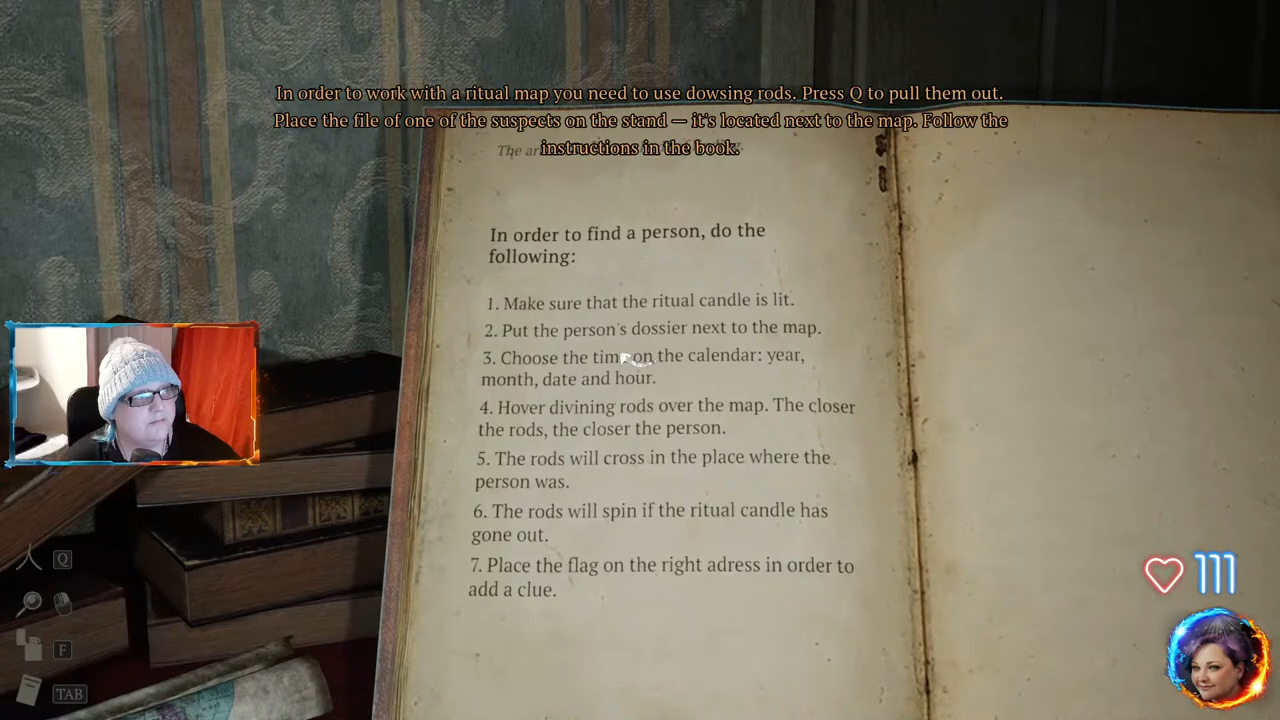 In order to work with a ritual map you need to use dowsing rods. Press Q to pull them out.
Place the file of one of the suspects on the stand — it's located next to the map. Follow the
instructions in the book.
The
In order to find a person, do the
following:
1. Make sure that the ritual candle is lit.
2. Put the person's dossier next to the map.
3. Choose the time on the calendar: year,
month, date and hour.
4. Hover divining rods over the map. The closer
the rods, the closer the person.
5. The rods will cross in the place where the
person was.
6. The rods will spin if the ritual candle has
gone out.
7. Place the flag on the right adress in order to
add a clue.
Q
F
TAB
111